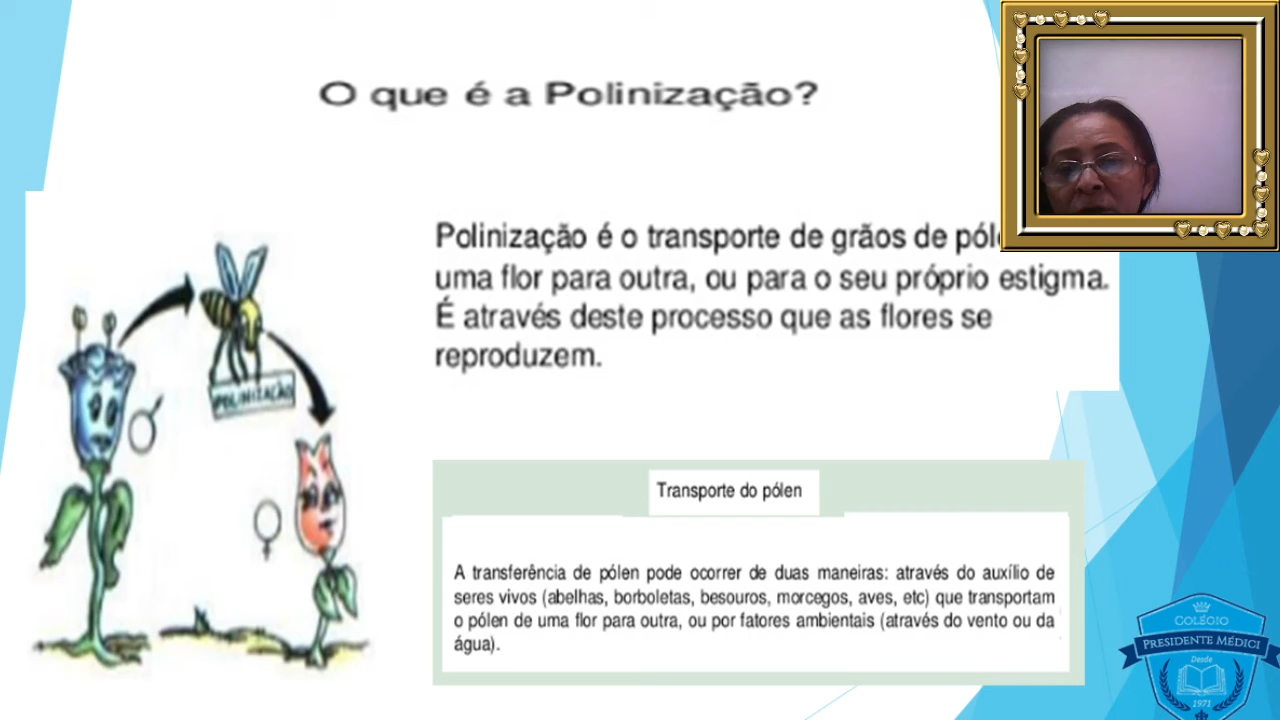 O que é a Polinização?
Polinização é o transporte de grãos de
uma flor para outra, ou para o seu próprio estigma.
É através deste processo que as flores se
reproduzem.
POLINIZAÇÃO
Transporte do pólen
A transferência de pólen pode ocorrer de duas maneiras: através do auxílio de
seres vivos (abelhas, borboletas, besouros, morcegos, aves, etc) que transportam
o pólen de uma flor para outra, ou por fatores ambientais (através do vento ou da
água).
COLÉGIO
PRESIDENTE MÉDICI
Desde
1971